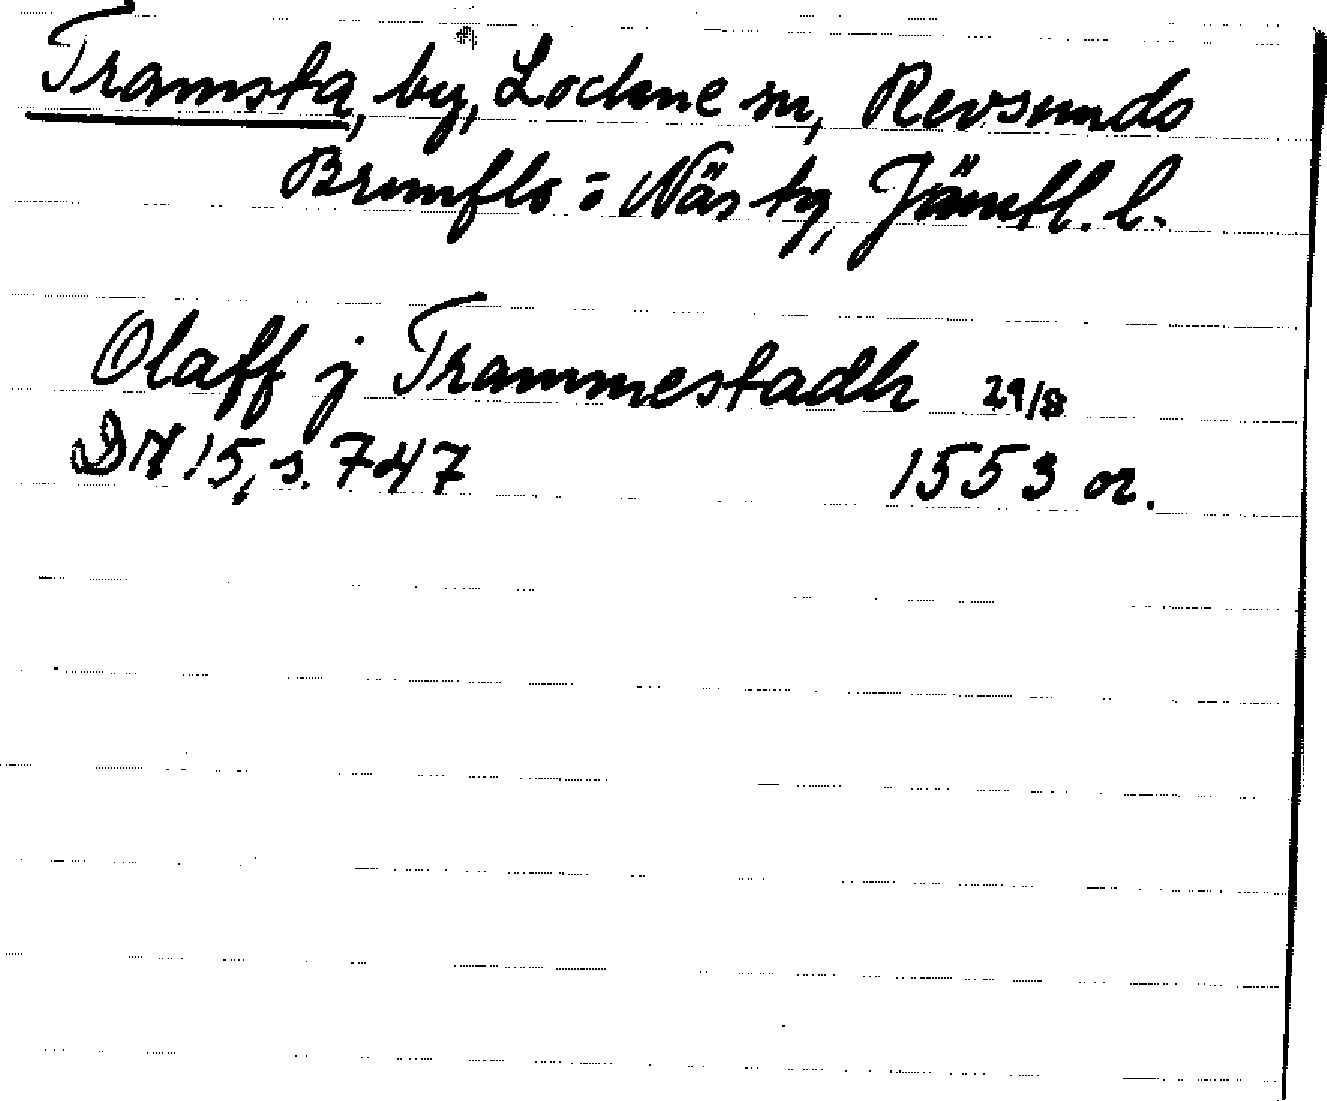 Tramsta, by, Lockne sn, Revsunds
Brunflo o Näs tg, Jämtl. l.
Olaff j Trammestadh 29/8
DN 15, s. 747 1553 or.